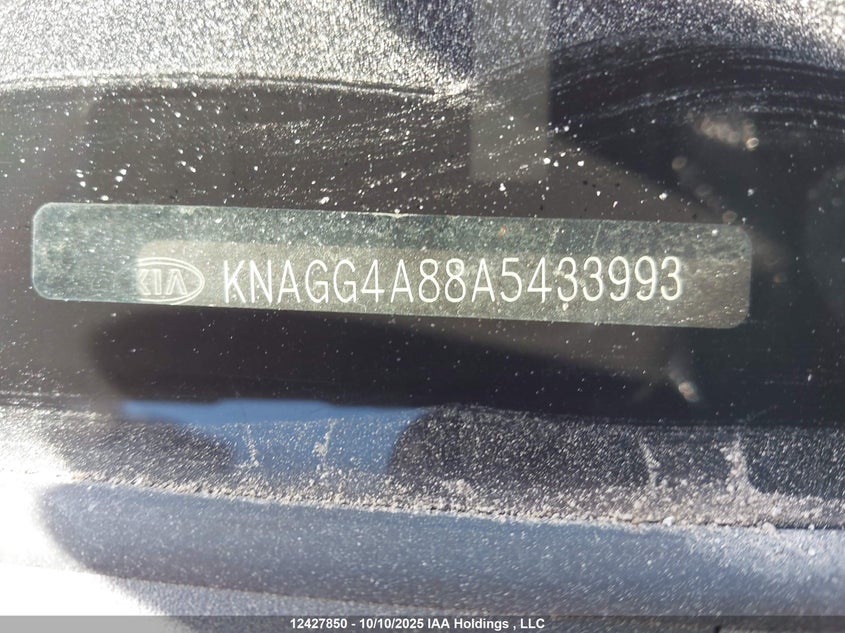 KIA KNAGG4A88A5433993
12427850 - 10/10/2025 IAA Holdings , LLC